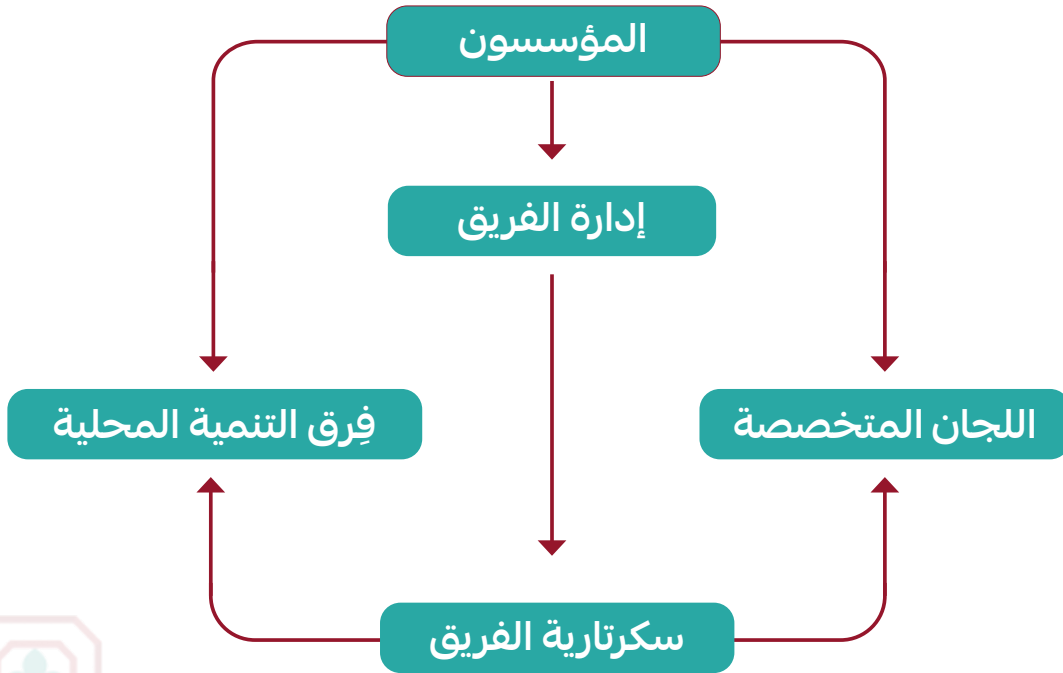 المؤسسون
إدارة الفريق
اللجان المتخصصة
فِرق التنمية المحلية
سكرتارية الفريق